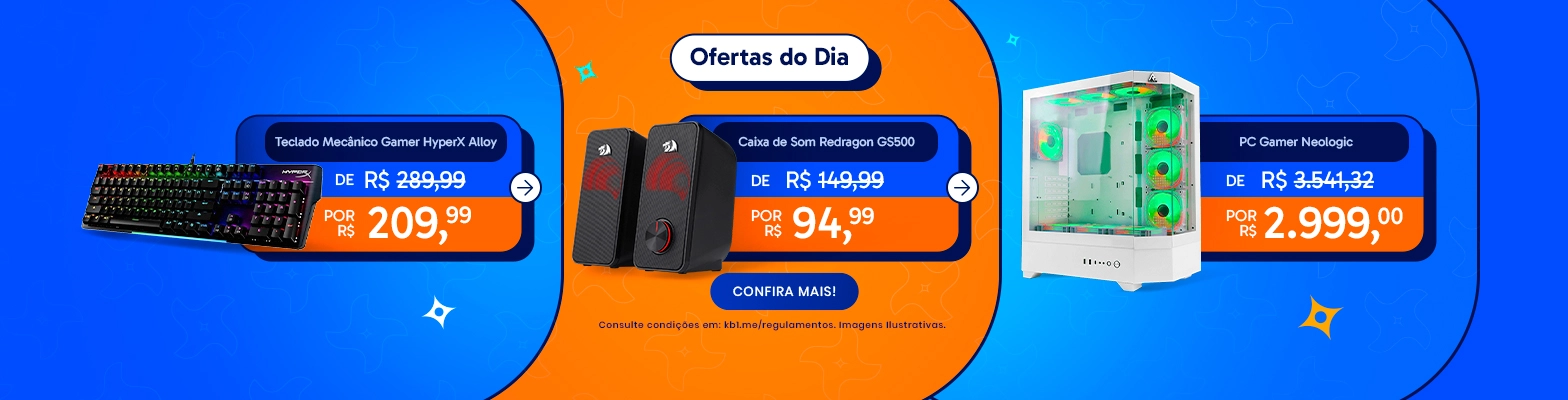 Ofertas do Dia
Teclado Mecânico Gamer HyperX Alloy
DE R$ 289,99
POR R$ 209,99
HYPERX
Caixa de Som Redragon GS500
DE R$ 149,99
POR R$ 94,99
PC Gamer Neologic
DE R$ 3.541,32
POR R$ 2.999,00
CONFIRA MAIS!
Consulte condições em: kb1.me/regulamentos. Imagens Ilustrativas.